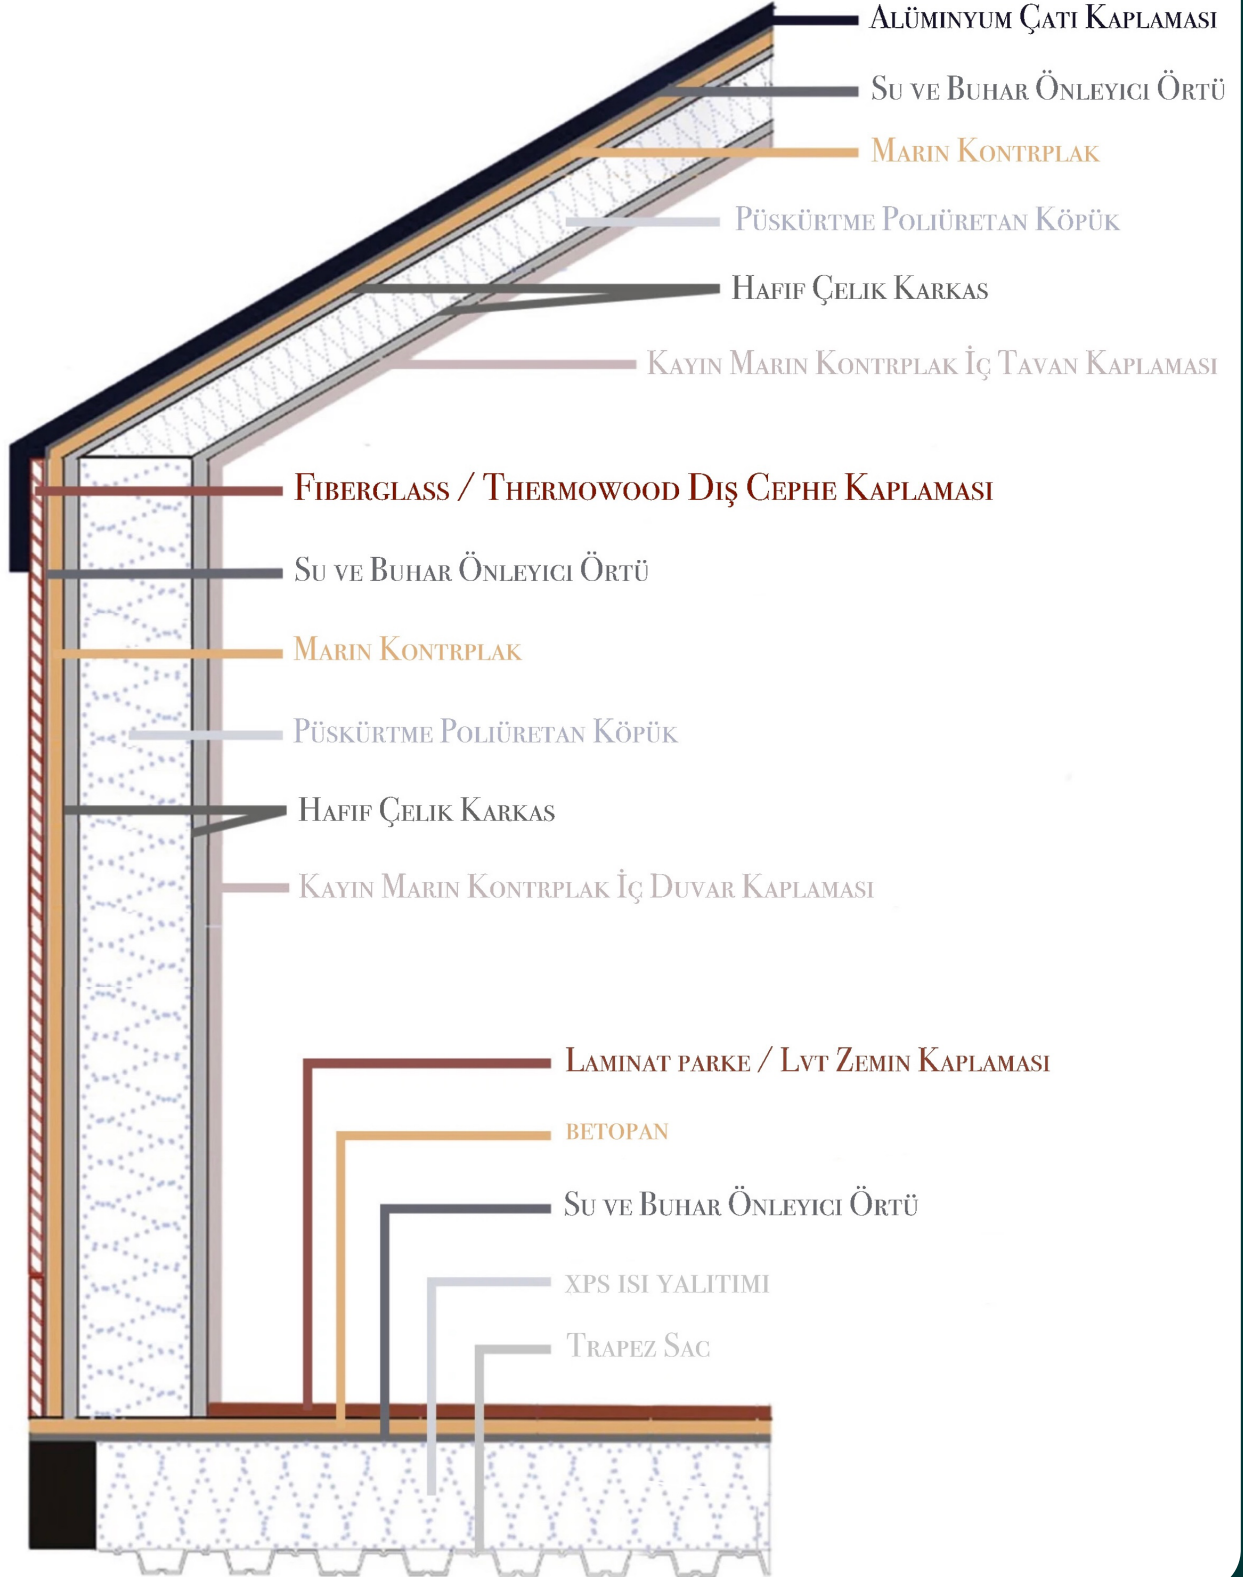 Alüminyum Çatı Kaplaması
Su ve Buhar Önleyici Örtü
Marin Kontrplak
Püskürtme Poliüretan Köpük
Hafif Çelik Karkas
Kayın Marin Kontrplak İç Tavan Kaplaması
Fiberglass / Thermowood Dış Cephe Kaplaması
Su ve Buhar Önleyici Örtü
Marin Kontrplak
Püskürtme Poliüretan Köpük
Hafif Çelik Karkas
Kayın Marin Kontrplak İç Duvar Kaplaması
Laminat parke / Lvt Zemin Kaplaması
betopan
Su ve Buhar Önleyici Örtü
xps ısı yalıtımı
Trapez Sac